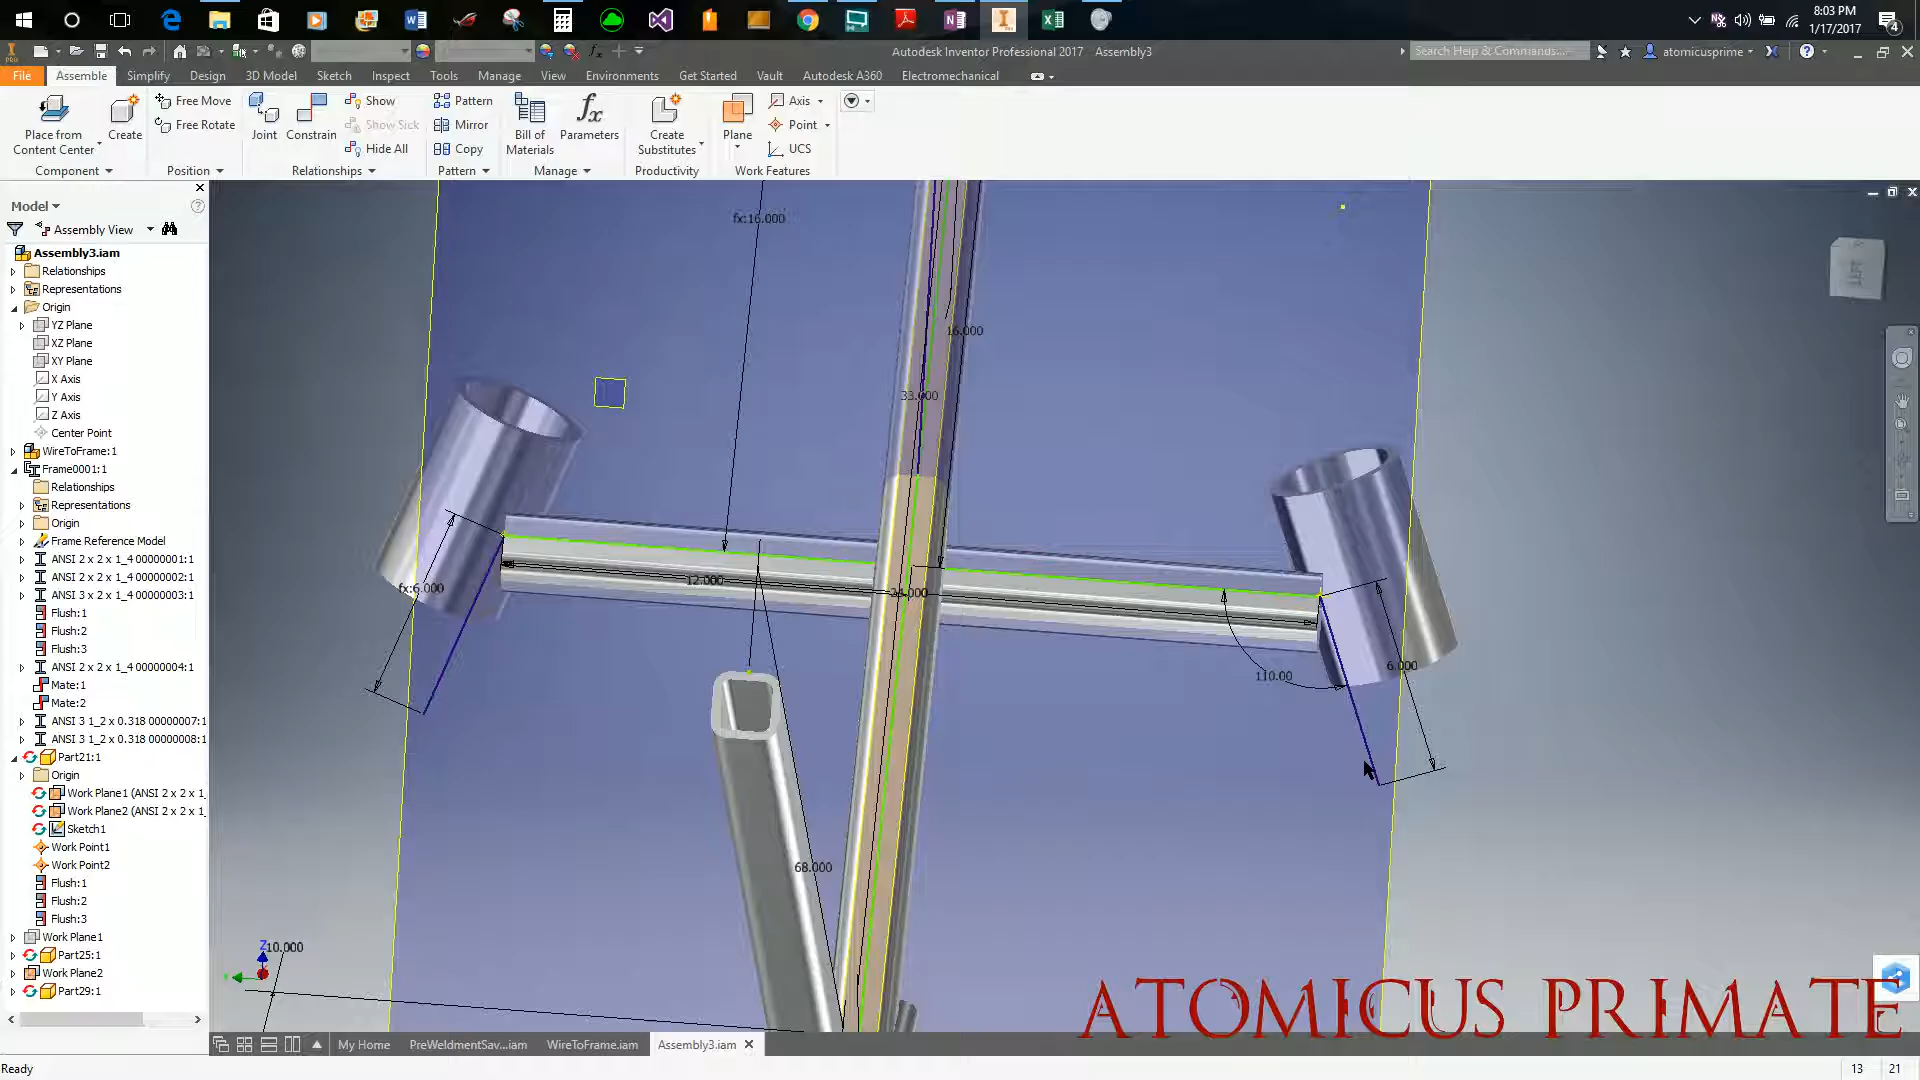 8:03 PM
1/17/2017
4
Autodesk Inventor Professional 2017 Assembly3
Search Help & Commands...
atomicusprime
File Assemble Simplify Design 3D Model Sketch Inspect Tools Manage View Environments Get Started Vault Autodesk A360 Electromechanical
Place from Content Center
Create
Free Move
Free Rotate
Joint
Constrain
Show
Show Sick
Hide All
Pattern
Mirror
Copy
Bill of Materials
fx
Parameters
Create Substitutes
Plane
Axis
Point
UCS
Component Position Relationships Pattern Manage Productivity Work Features
Model
Assembly View
Assembly3.iam
Relationships
Representations
Origin
YZ Plane
XZ Plane
XY Plane
X Axis
Y Axis
Z Axis
Center Point
WireToFrame:1
Frame0001:1
Relationships
Representations
Origin
Frame Reference Model
ANSI 2 x 2 x 1_4 00000001:1
ANSI 2 x 2 x 1_4 00000002:1
ANSI 3 x 2 x 1_4 00000003:1
Flush:1
Flush:2
Flush:3
ANSI 2 x 2 x 1_4 00000004:1
Mate:1
Mate:2
ANSI 3 1_2 x 0.318 00000007:1
ANSI 3 1_2 x 0.318 00000008:1
Part21:1
Origin
Work Plane1 (ANSI 2 x 2 x 1_
Work Plane2 (ANSI 2 x 2 x 1_
Sketch1
Work Point1
Work Point2
Flush:1
Flush:2
Flush:3
Work Plane1
Part25:1
Work Plane2
Part29:1
fx:16.000
16.000
33.000
fx:6.000
12.000
110.00
6.000
68.000
Z
10.000
ATOMICUS PRIMATE
My Home PreWeldmentSav...iam WireToFrame.iam Assembly3.iam
Ready
13 21